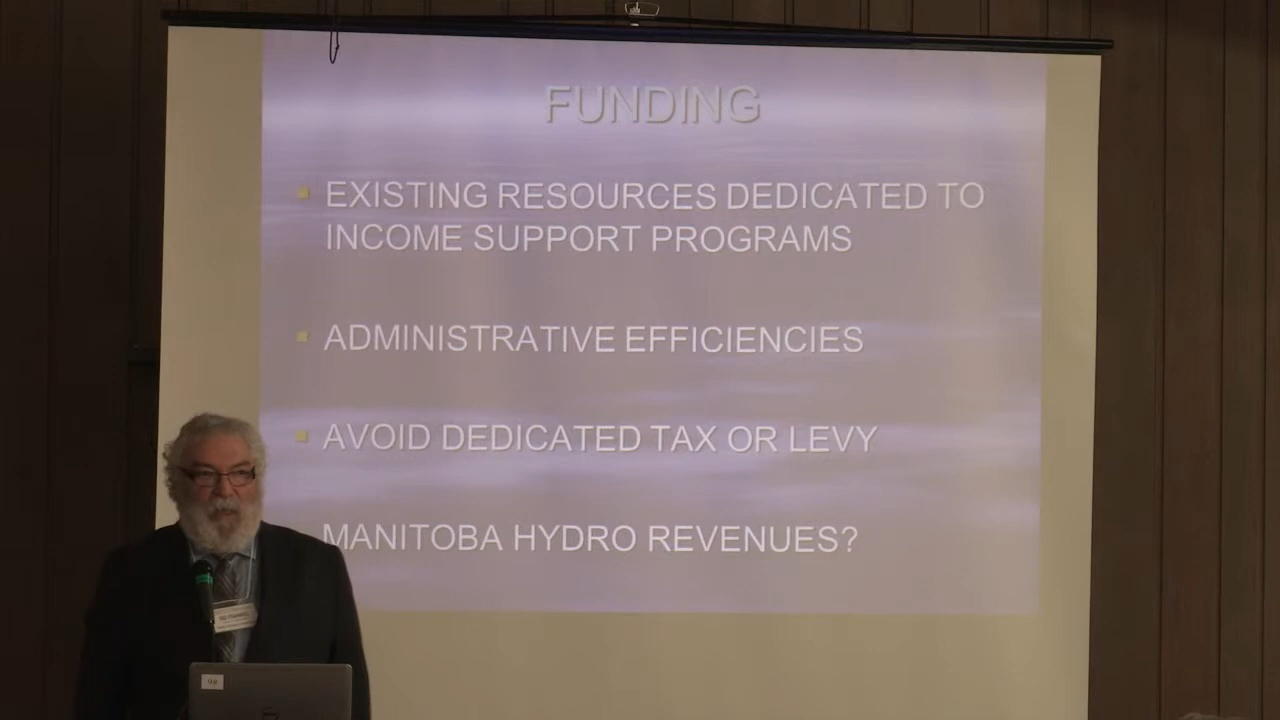 FUNDING
EXISTING RESOURCES DEDICATED TO
INCOME SUPPORT PROGRAMS
ADMINISTRATIVE EFFICIENCIES
AVOID DEDICATED TAX OR LEVY
MANITOBA HYDRO REVENUES?